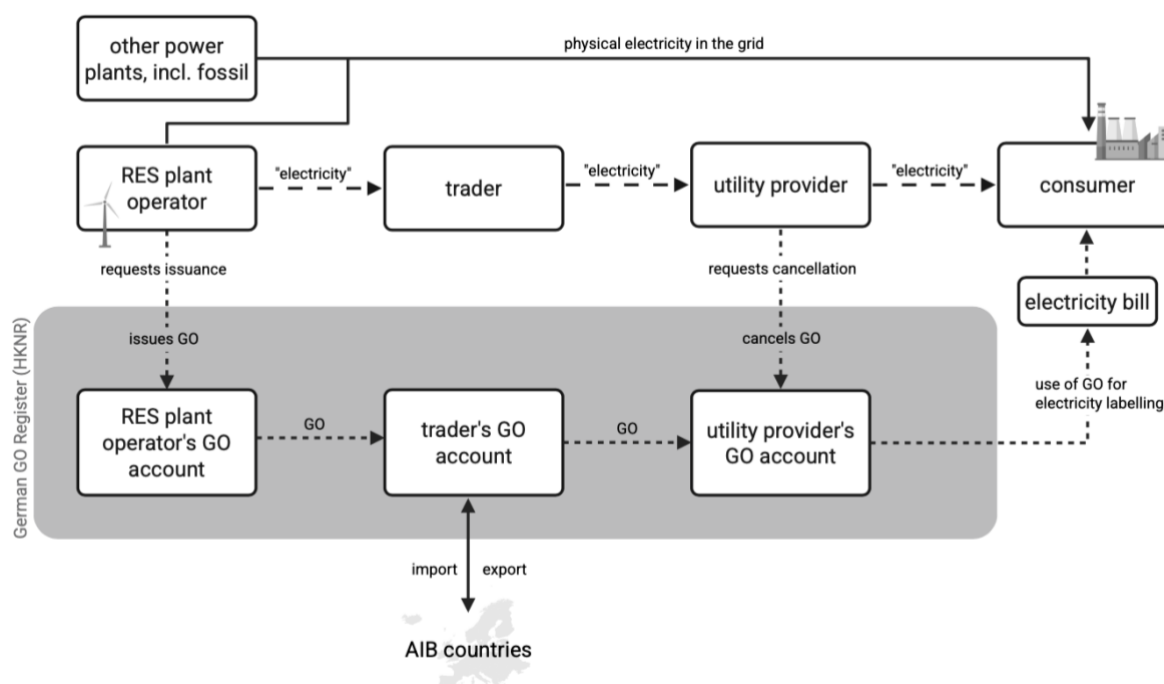 other power
plants, incl. fossil
physical electricity in the grid
RES plant
operator
"electricity"
trader
"electricity"
utility provider
"electricity"
consumer
requests issuance
requests cancellation
electricity bill
German GO Register (HKNR)
issues GO
cancels GO
use of GO for
electricity labelling
RES plant
operator's GO
account
GO
trader's GO
account
GO
utility provider's
GO account
import
export
AIB countries